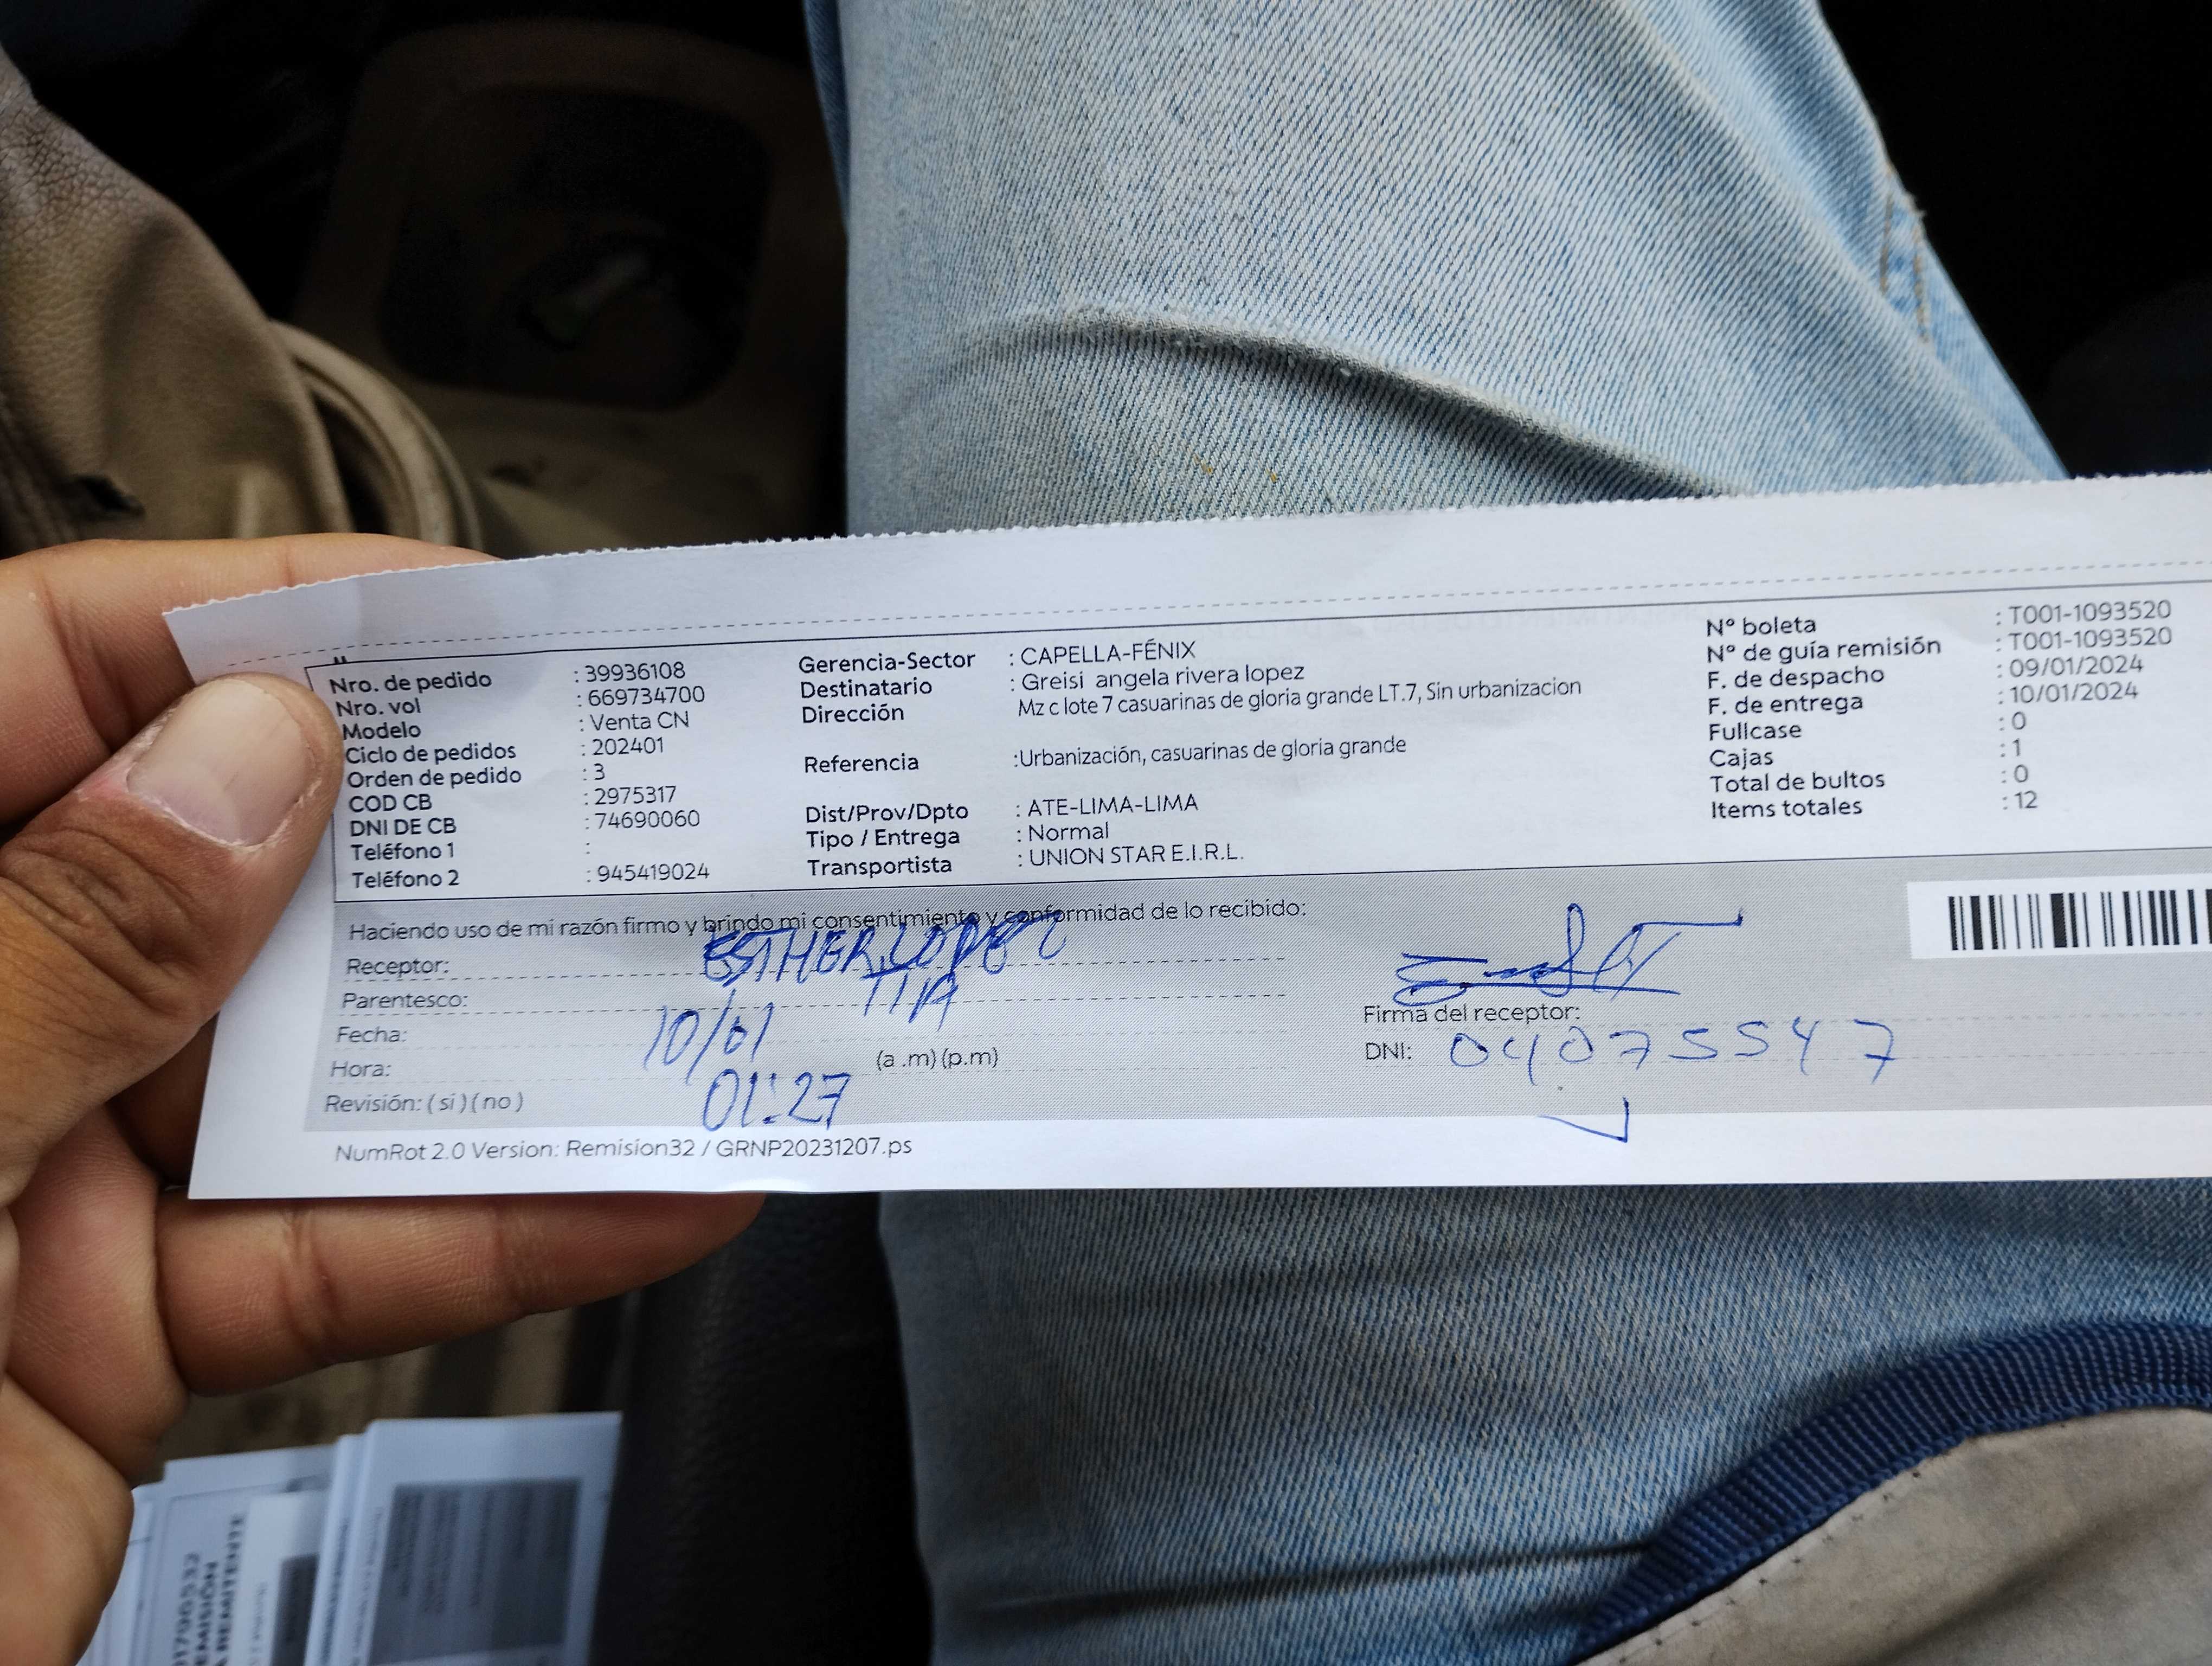 Nro. de pedido : 39936108
Nro. vol : 669734700
Modelo : Venta CN
Ciclo de pedidos : 202401
Orden de pedido : 3
COD CB : 2975317
DNI DE CB : 74690060
Teléfono 1 :
Teléfono 2 : 945419024
Gerencia-Sector : CAPELLA-FÉNIX
Destinatario : Greisi angela rivera lopez
Dirección Mz c lote 7 casuarinas de gloria grande LT.7, Sin urbanizacion
Referencia :Urbanización, casuarinas de gloria grande
Dist/Prov/Dpto : ATE-LIMA-LIMA
Tipo / Entrega : Normal
Transportista : UNION STAR E.I.R.L.
N° boleta : T001-1093520
N° de guía remisión : T001-1093520
F. de despacho : 09/01/2024
F. de entrega : 10/01/2024
Fullcase : 0
Cajas : 1
Total de bultos : 0
Items totales : 12
Haciendo uso de mi razón firmo y brindo mi consentimiento y conformidad de lo recibido:
Receptor: ESTHER LOPEZ
Parentesco: TIA
Fecha: 10/01
Hora: 01:27 (a .m) (p.m)
Revisión: ( si ) ( no )
Firma del receptor:
DNI: 04075547
NumRot 2.0 Version: Remision32 / GRNP20231207.ps